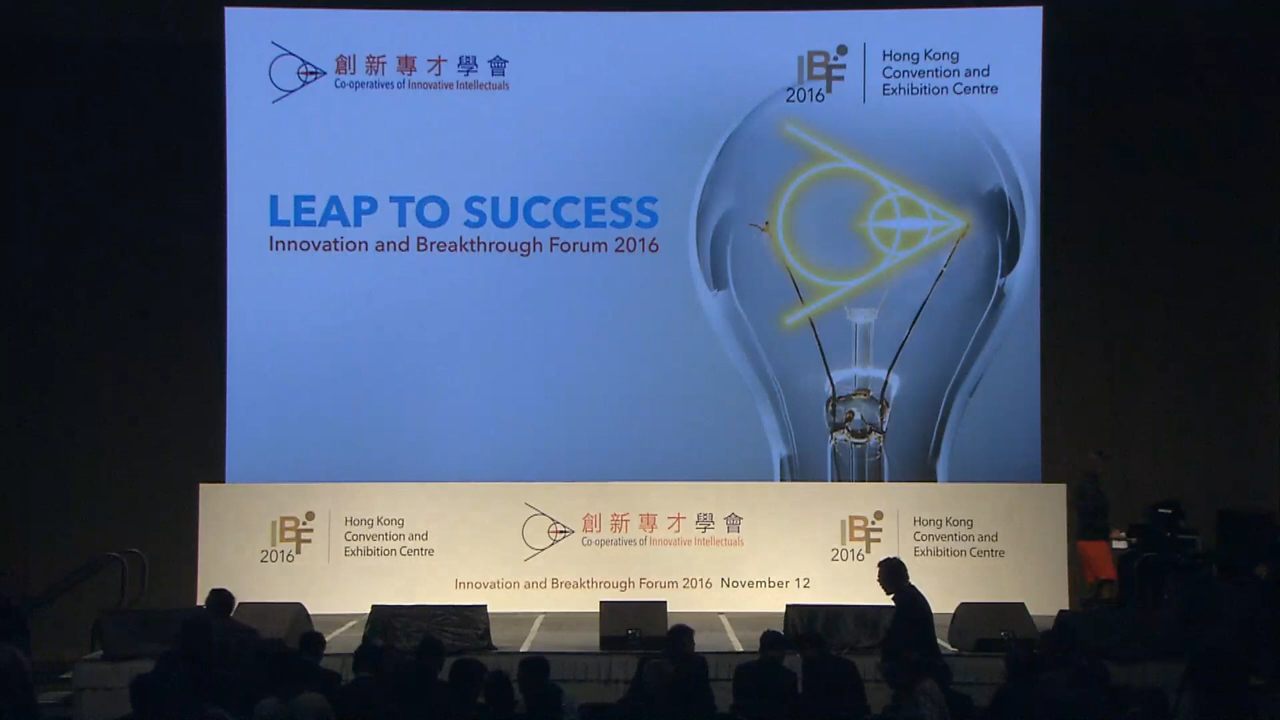 創新專才學會
Co-operatives of Innovative Intellectuals
IBF
2016
Hong Kong
Convention and
Exhibition Centre
LEAP TO SUCCESS
Innovation and Breakthrough Forum 2016
IBF
2016
Hong Kong
Convention and
Exhibition Centre
創新專才學會
Co-operatives of Innovative Intellectuals
IBF
2016
Hong Kong
Convention and
Exhibition Centre
Innovation and Breakthrough Forum 2016 November 12